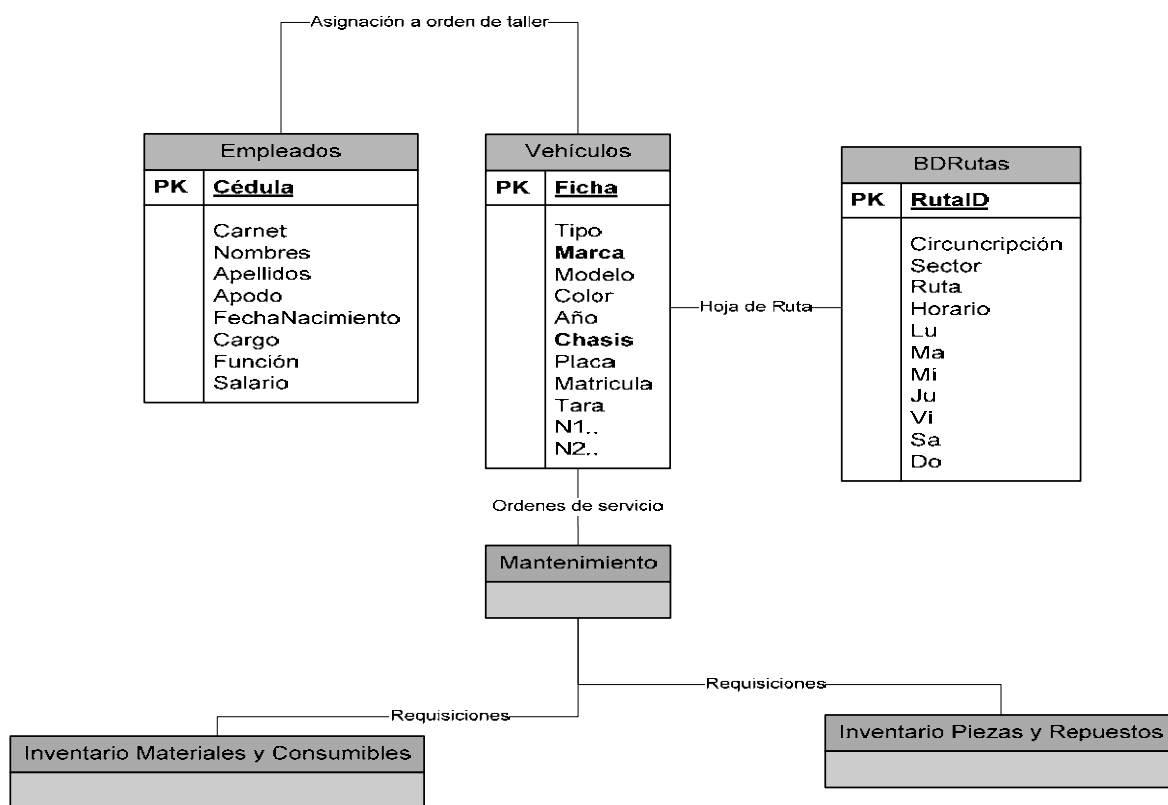 Asignación a orden de taller
Empleados
PK Cédula
Carnet
Nombres
Apellidos
Apodo
FechaNacimiento
Cargo
Función
Salario
Vehículos
PK Ficha
Tipo
Marca
Modelo
Color
Año
Chasis
Placa
Matricula
Tara
N1..
N2..
Hoja de Ruta
BDRutas
PK RutaID
Circuncripción
Sector
Ruta
Horario
Lu
Ma
Mi
Ju
Vi
Sa
Do
Ordenes de servicio
Mantenimiento
Requisiciones
Requisiciones
Inventario Materiales y Consumibles
Inventario Piezas y Repuestos